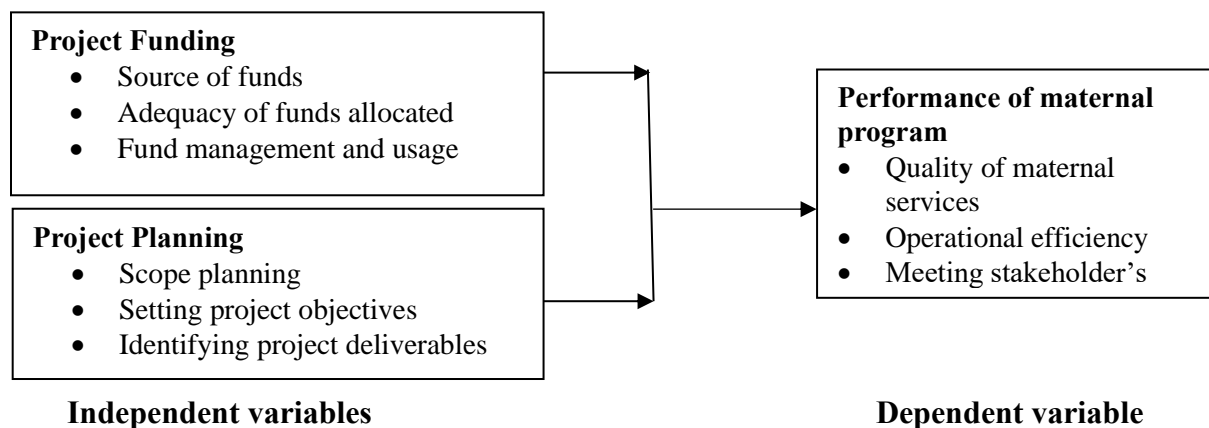 Project Funding
• Source of funds
• Adequacy of funds allocated
• Fund management and usage
Project Planning
• Scope planning
• Setting project objectives
• Identifying project deliverables
Independent variables
Performance of maternal
program
• Quality of maternal
services
• Operational efficiency
• Meeting stakeholder’s
Dependent variable